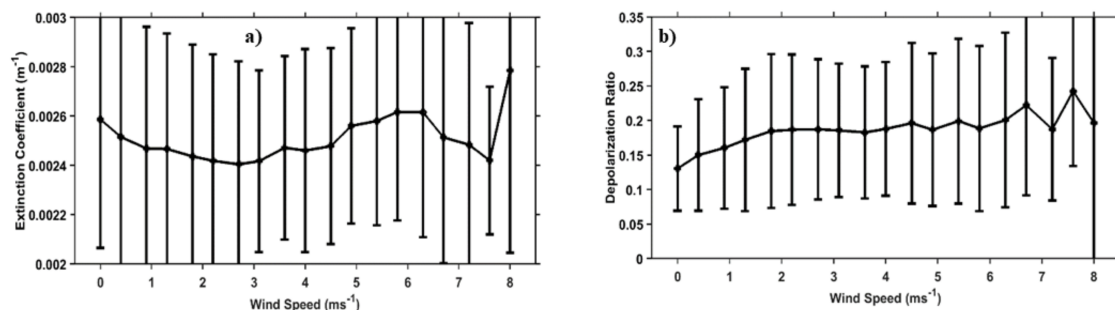 a)
0.003
0.0028
0.0026
0.0024
0.0022
0.002
Extinction Coefficient (m⁻¹)
0 1 2 3 4 5 6 7 8
Wind Speed (ms⁻¹)
b)
0.35
0.3
0.25
0.2
0.15
0.1
0.05
0
Depolarization Ratio
0 1 2 3 4 5 6 7 8
Wind Speed (ms⁻¹)